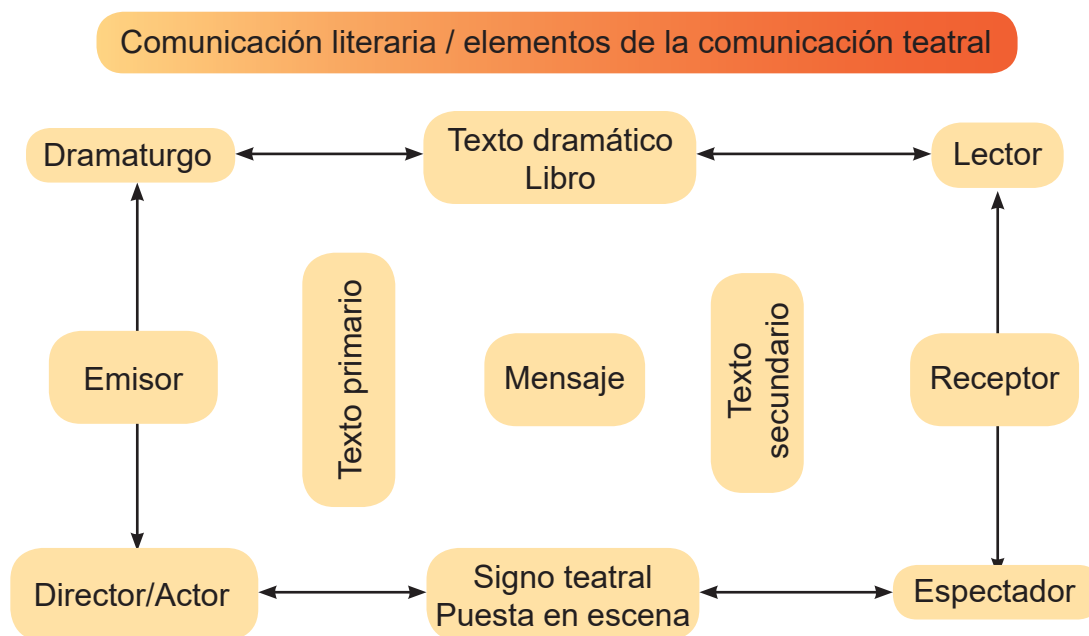 Comunicación literaria / elementos de la comunicación teatral
Dramaturgo
Texto dramático
Libro
Lector
Emisor
Texto primario
Mensaje
Texto
secundario
Receptor
Director/Actor
Signo teatral
Puesta en escena
Espectador